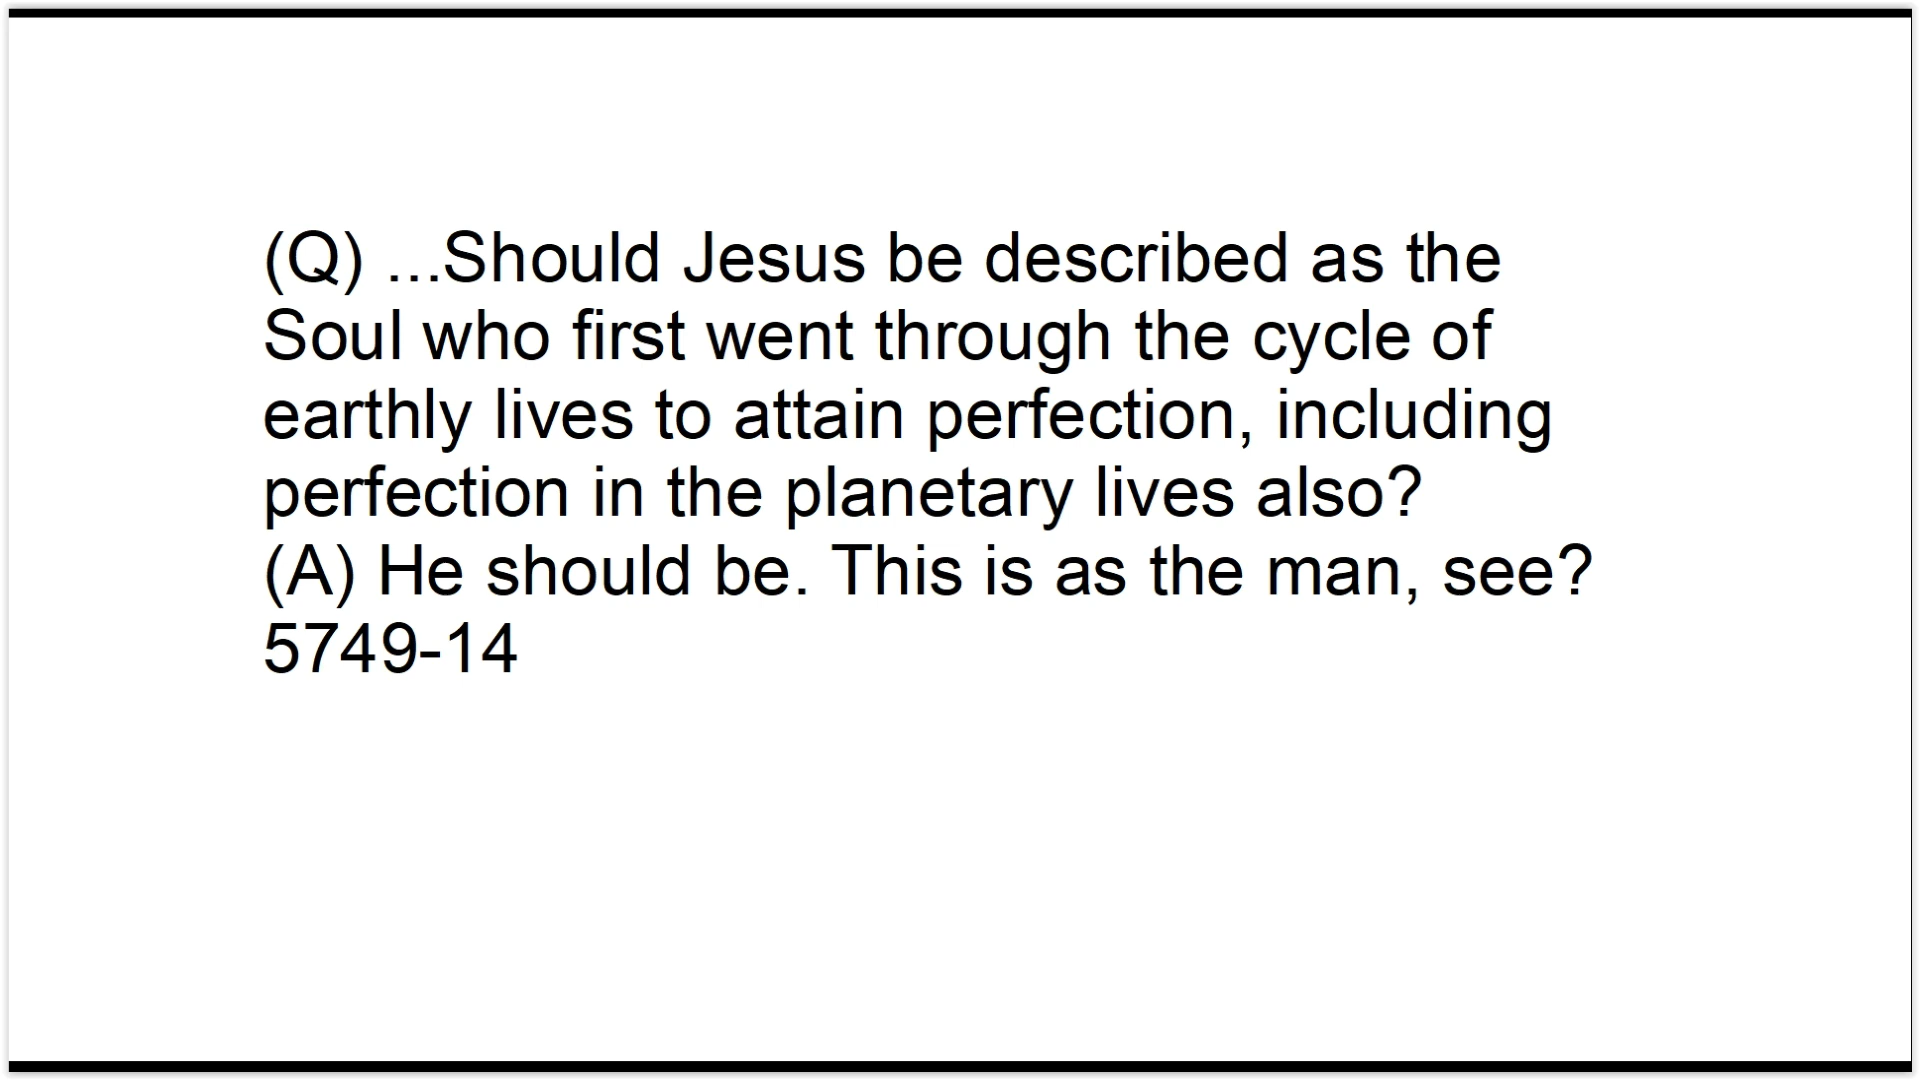 (Q) ...Should Jesus be described as the
Soul who first went through the cycle of
earthly lives to attain perfection, including
perfection in the planetary lives also?
(A) He should be. This is as the man, see?
5749-14